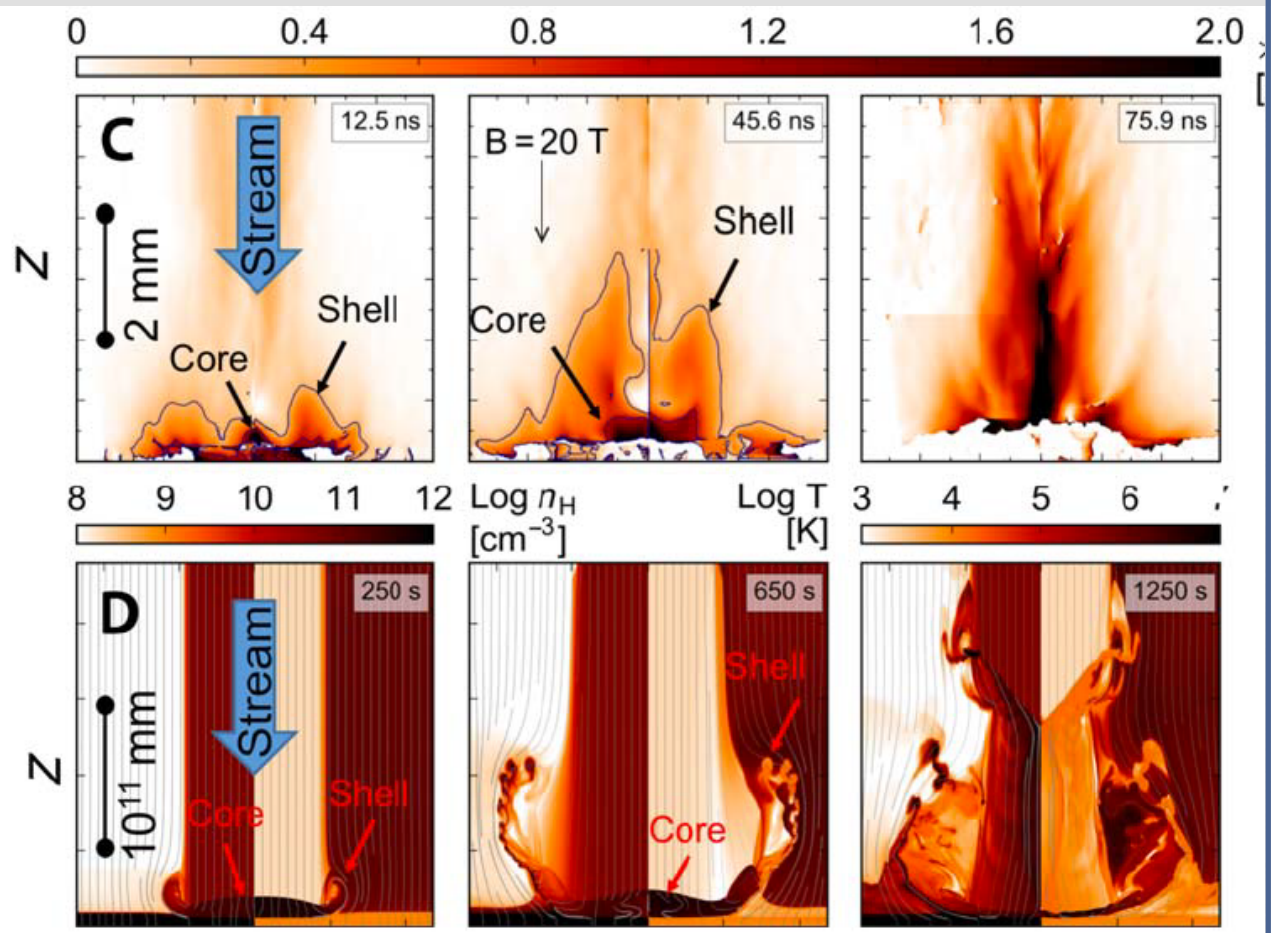 0 0.4 0.8 1.2 1.6 2.0
C
12.5 ns
Stream
Z
2 mm
Core
Shell
45.6 ns
B = 20 T
Core
Shell
75.9 ns
8 9 10 11 12
Log nH
[cm⁻³]
Log T
[K]
3 4 5 6
D
250 s
Stream
Z
10¹¹ mm
Core
Shell
650 s
Shell
Core
1250 s